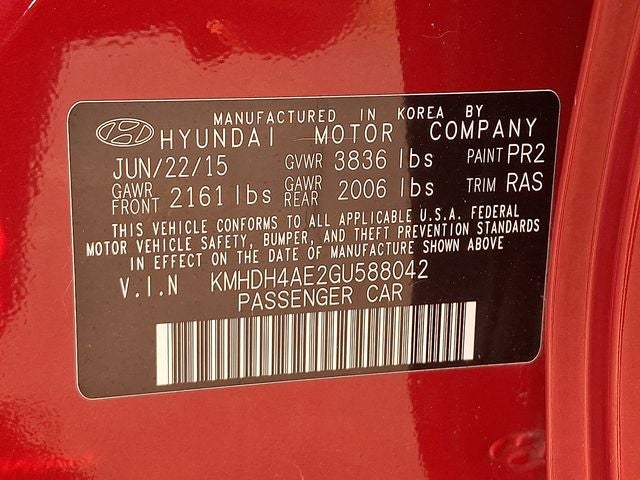 MANUFACTURED IN KOREA BY
HYUNDAI MOTOR COMPANY
JUN/22/15 GVWR 3836 lbs PAINT PR2
GAWR FRONT 2161 lbs GAWR REAR 2006 lbs TRIM RAS
THIS VEHICLE CONFORMS TO ALL APPLICABLE U.S.A. FEDERAL
MOTOR VEHICLE SAFETY, BUMPER, AND THEFT PREVENTION STANDARDS
IN EFFECT ON THE DATE OF MANUFACTURE SHOWN ABOVE
V.I.N KMHDH4AE2GU588042
PASSENGER CAR